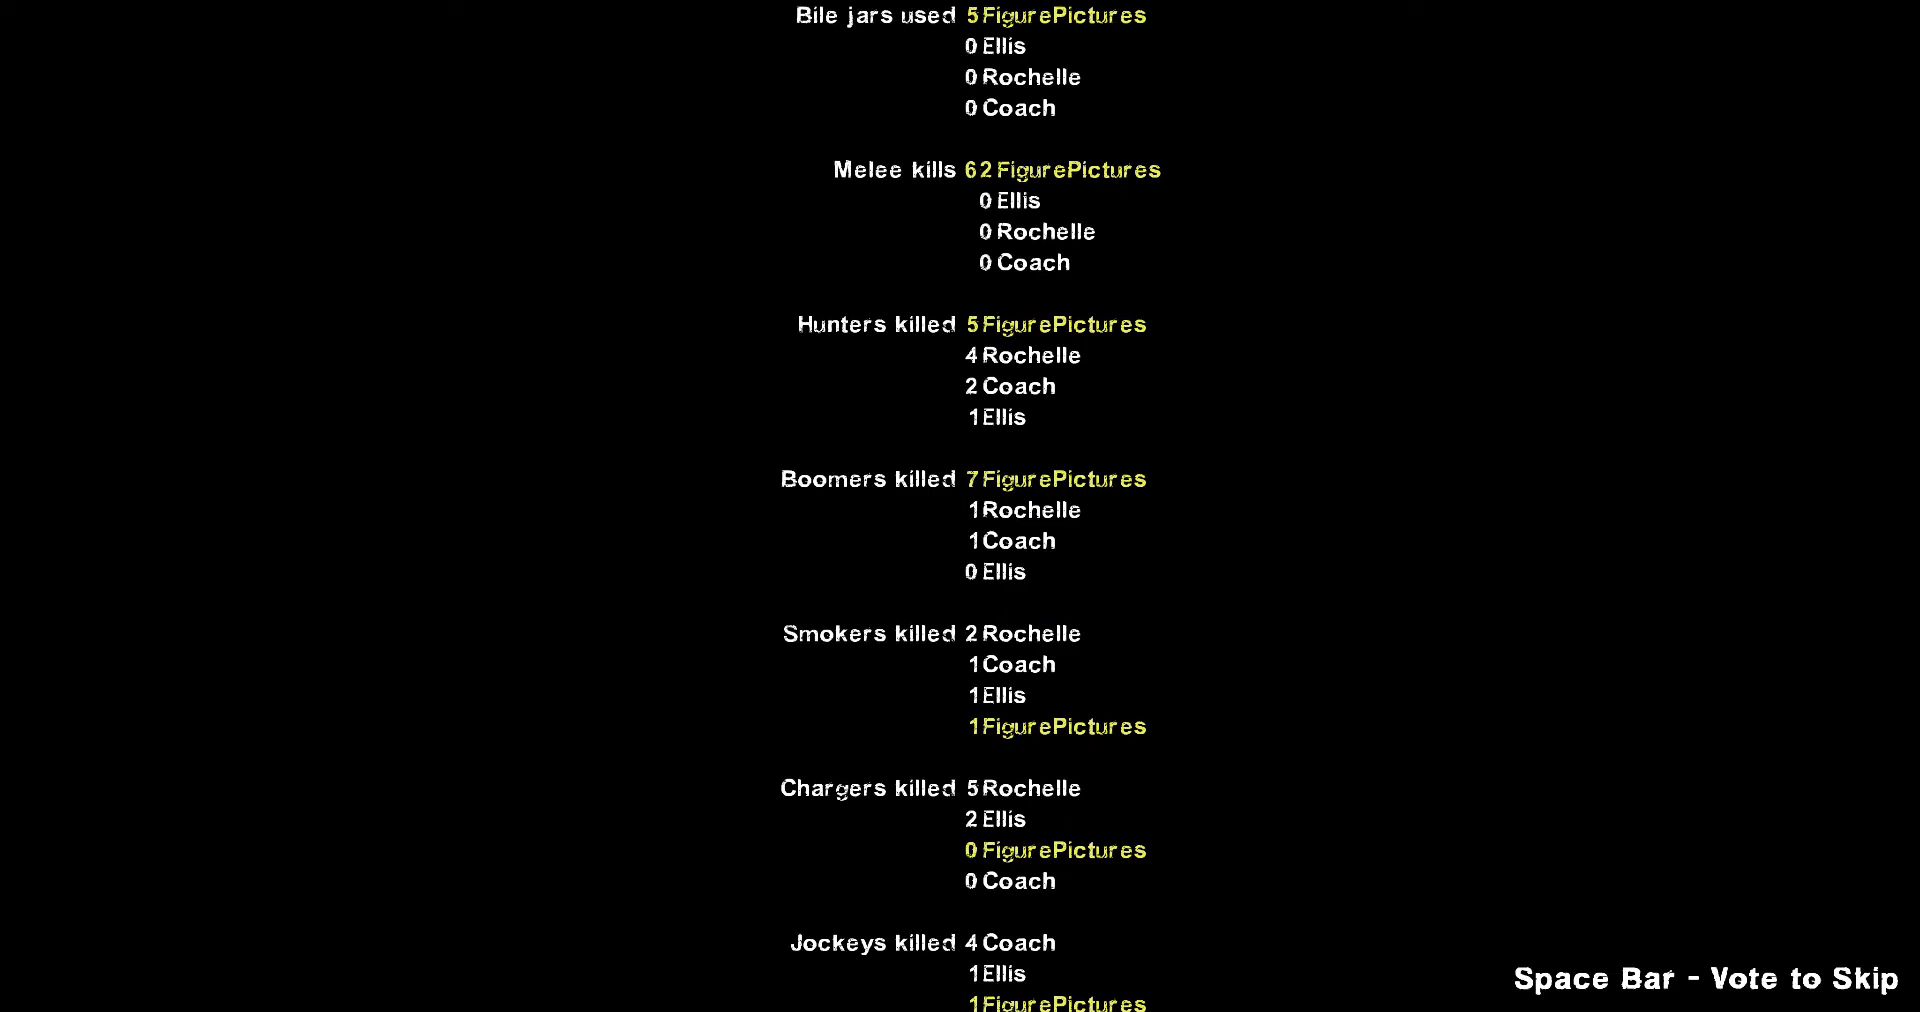 Bile jars used 5 FigurePictures
0 Ellis
0 Rochelle
0 Coach
Melee kills 62 FigurePictures
0 Ellis
0 Rochelle
0 Coach
Hunters killed 5 FigurePictures
4 Rochelle
2 Coach
1 Ellis
Boomers killed 7 FigurePictures
1 Rochelle
1 Coach
0 Ellis
Smokers killed 2 Rochelle
1 Coach
1 Ellis
1 FigurePictures
Chargers killed 5 Rochelle
2 Ellis
0 FigurePictures
0 Coach
Jockeys killed 4 Coach
1 Ellis
1 FigurePictures
Space Bar - Vote to Skip